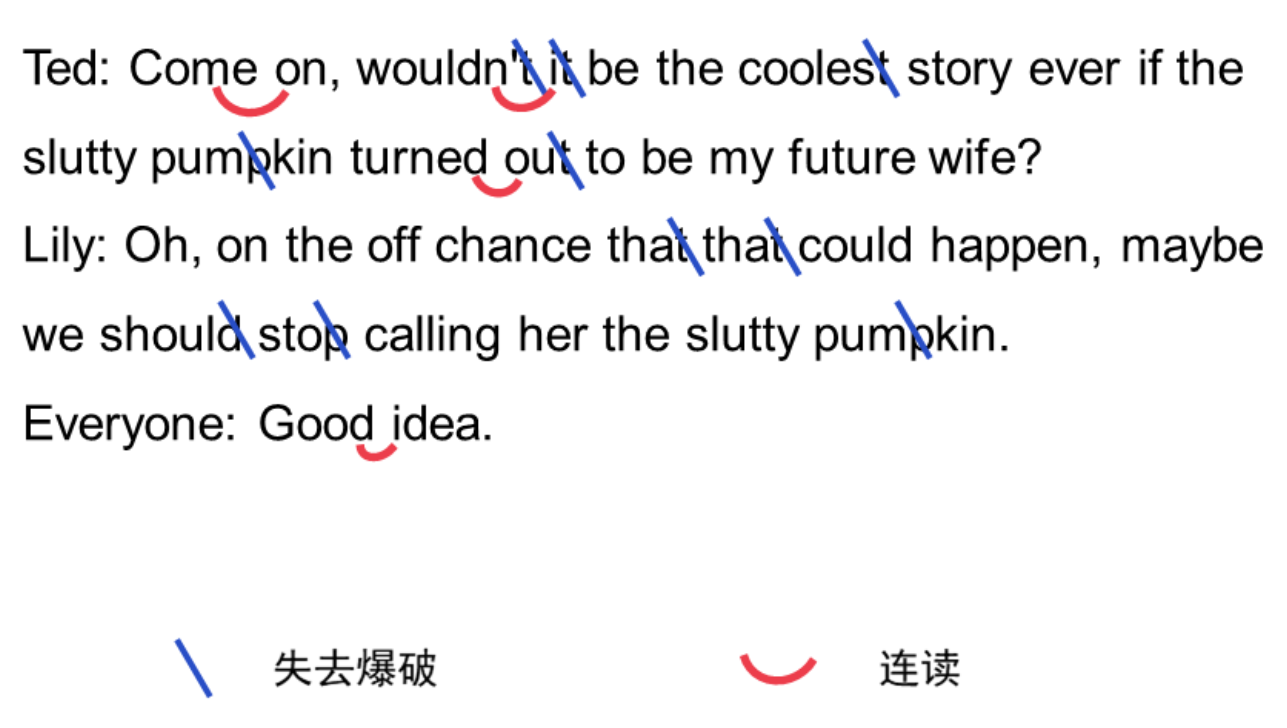 Ted: Come on, wouldn't it be the coolest story ever if the
slutty pumpkin turned out to be my future wife?
Lily: Oh, on the off chance that that could happen, maybe
we should stop calling her the slutty pumpkin.
Everyone: Good idea.
失去爆破 连读